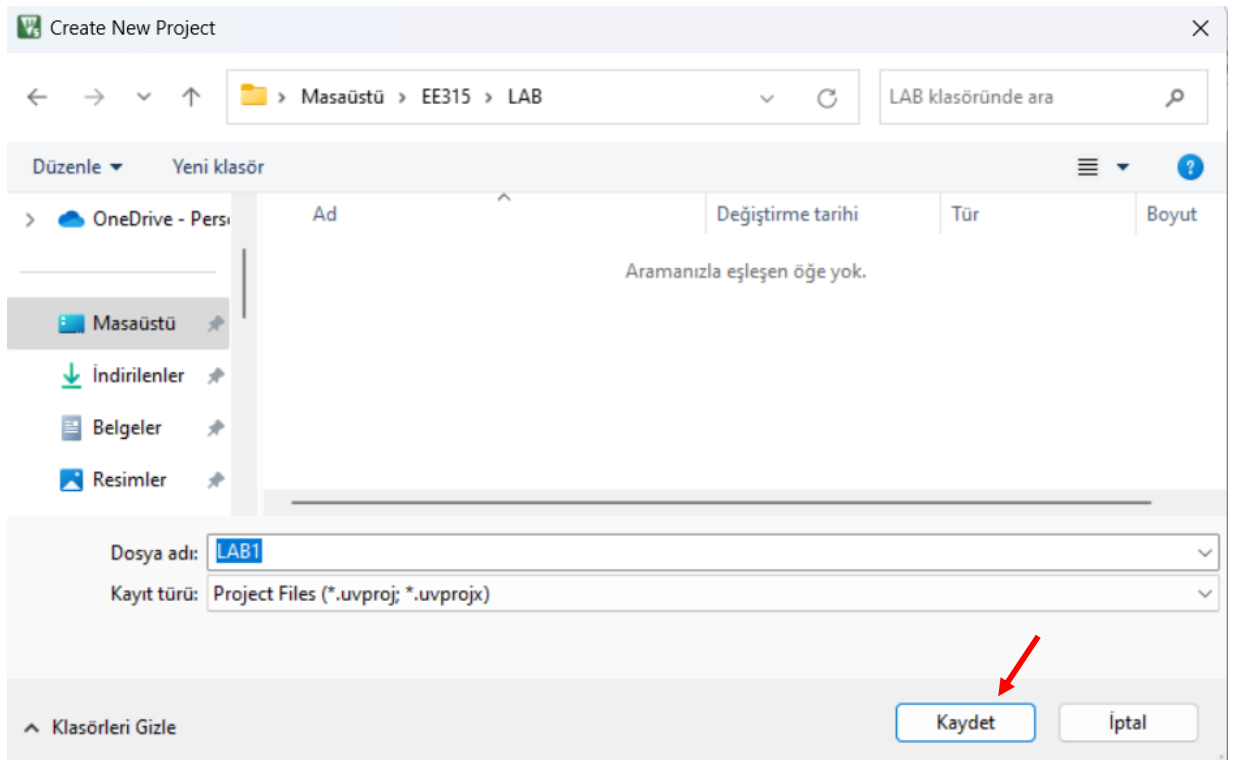 Create New Project
Masaüstü > EE315 > LAB
LAB klasöründe ara
Düzenle
Yeni klasör
OneDrive - Pers
Ad
Değiştirme tarihi
Tür
Boyut
Aramanızla eşleşen öğe yok.
Masaüstü
İndirilenler
Belgeler
Resimler
Dosya adı: LAB1
Kayıt türü: Project Files (*.uvproj; *.uvprojx)
Klasörleri Gizle
Kaydet
İptal